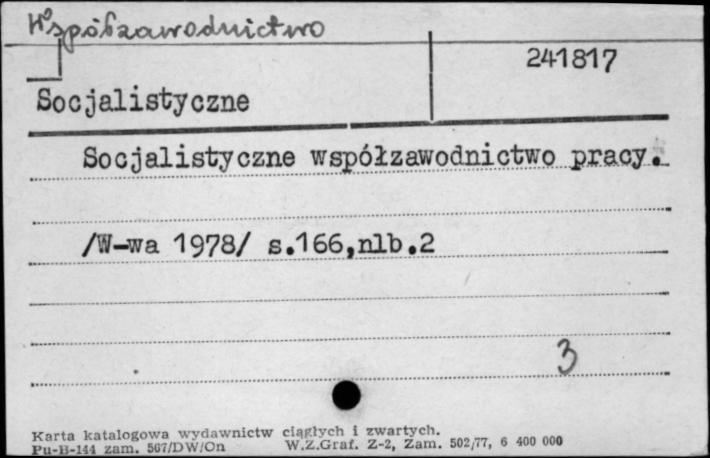 Współzawodnictwo
241817
Socjalistyczne
Socjalistyczne współzawodnictwo pracy.
/W-wa 1978/ s.166,nlb.2
3
Karta katalogowa wydawnictw ciągłych i zwartych.
Pu-B-144 zam. 567/DW/On W.Z.Graf. Z-2, Zam. 502/77, 6 400 000